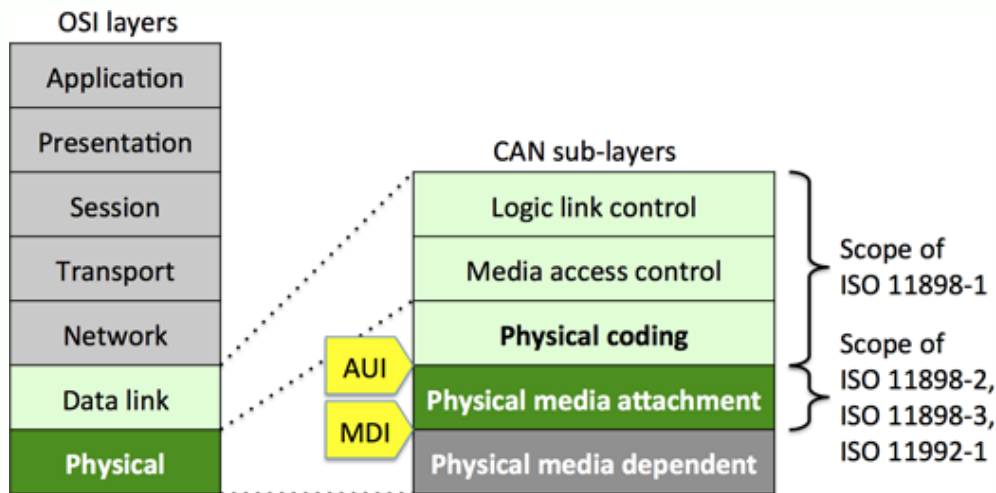 OSI layers
Application
Presentation
Session
Transport
Network
Data link
Physical
CAN sub-layers
Logic link control
Media access control
Physical coding
Physical media attachment
Physical media dependent
AUI
MDI
Scope of
ISO 11898-1
Scope of
ISO 11898-2,
ISO 11898-3,
ISO 11992-1